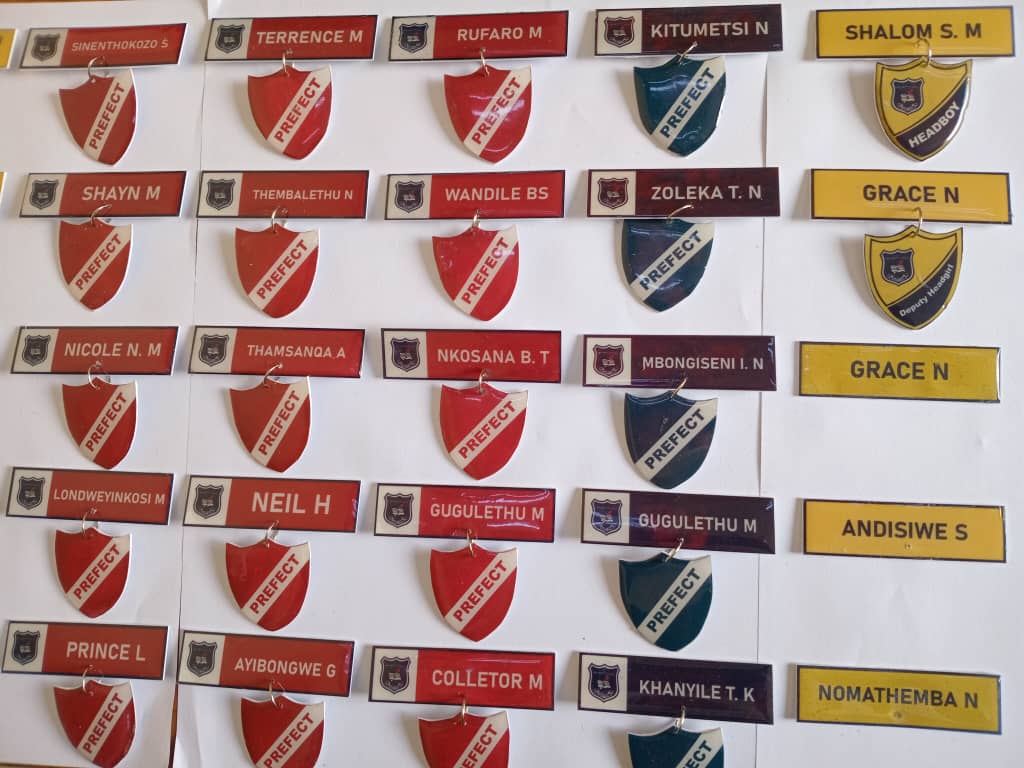 SINENTHOKOZO S
PREFECT
TERRENCE M
PREFECT
RUFARO M
PREFECT
KITUMETSI N
PREFECT
SHALOM S. M
HEADBOY
SHAYN M
PREFECT
THEMBALETHU N
PREFECT
WANDILE BS
PREFECT
ZOLEKA T. N
PREFECT
GRACE N
Deputy Headgirl
NICOLE N. M
PREFECT
THAMSANQA A
PREFECT
NKOSANA B. T
PREFECT
MBONGISENI I. N
PREFECT
GRACE N
LONDWEYINKOSI M
PREFECT
NEIL H
PREFECT
GUGULETHU M
PREFECT
GUGULETHU M
PREFECT
ANDISIWE S
PRINCE L
PREFECT
AYIBONGWE G
PREFECT
COLLETOR M
PREFECT
KHANYILE T. K
PREFECT
NOMATHEMBA N